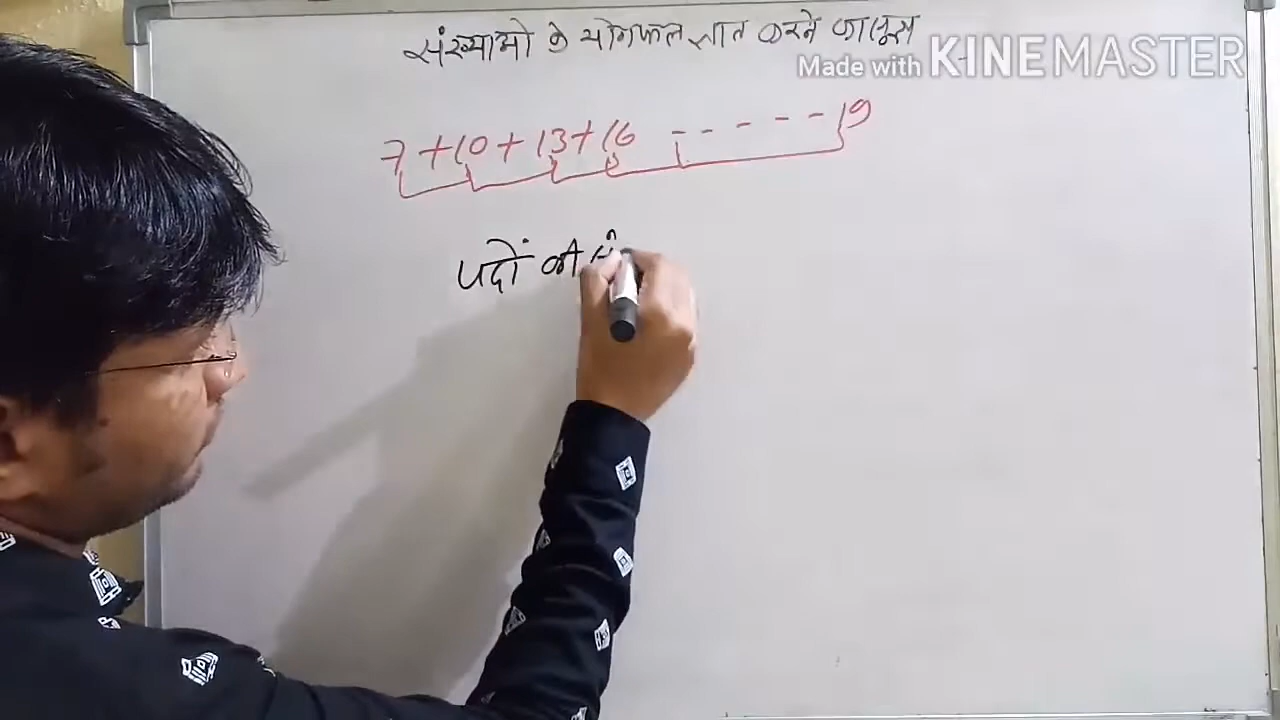 संख्याओ के योगफल ज्ञात करने का
Made with KINEMASTER
7 + 10 + 13 + 16 - - - - - 19
पदों की